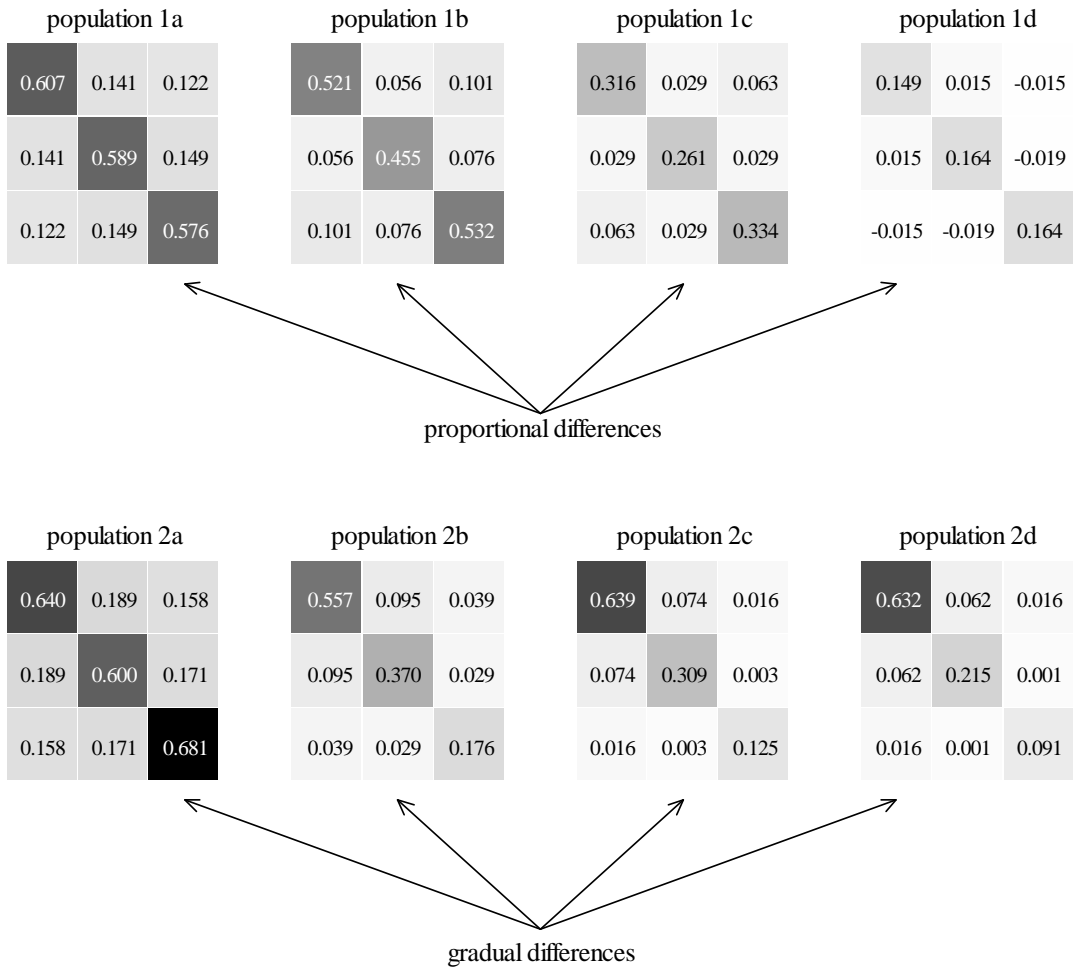 population 1a population 1b population 1c population 1d
0.607 0.141 0.122 0.521 0.056 0.101 0.316 0.029 0.063 0.149 0.015 -0.015
0.141 0.589 0.149 0.056 0.455 0.076 0.029 0.261 0.029 0.015 0.164 -0.019
0.122 0.149 0.576 0.101 0.076 0.532 0.063 0.029 0.334 -0.015 -0.019 0.164
proportional differences
population 2a population 2b population 2c population 2d
0.640 0.189 0.158 0.557 0.095 0.039 0.639 0.074 0.016 0.632 0.062 0.016
0.189 0.600 0.171 0.095 0.370 0.029 0.074 0.309 0.003 0.062 0.215 0.001
0.158 0.171 0.681 0.039 0.029 0.176 0.016 0.003 0.125 0.016 0.001 0.091
gradual differences